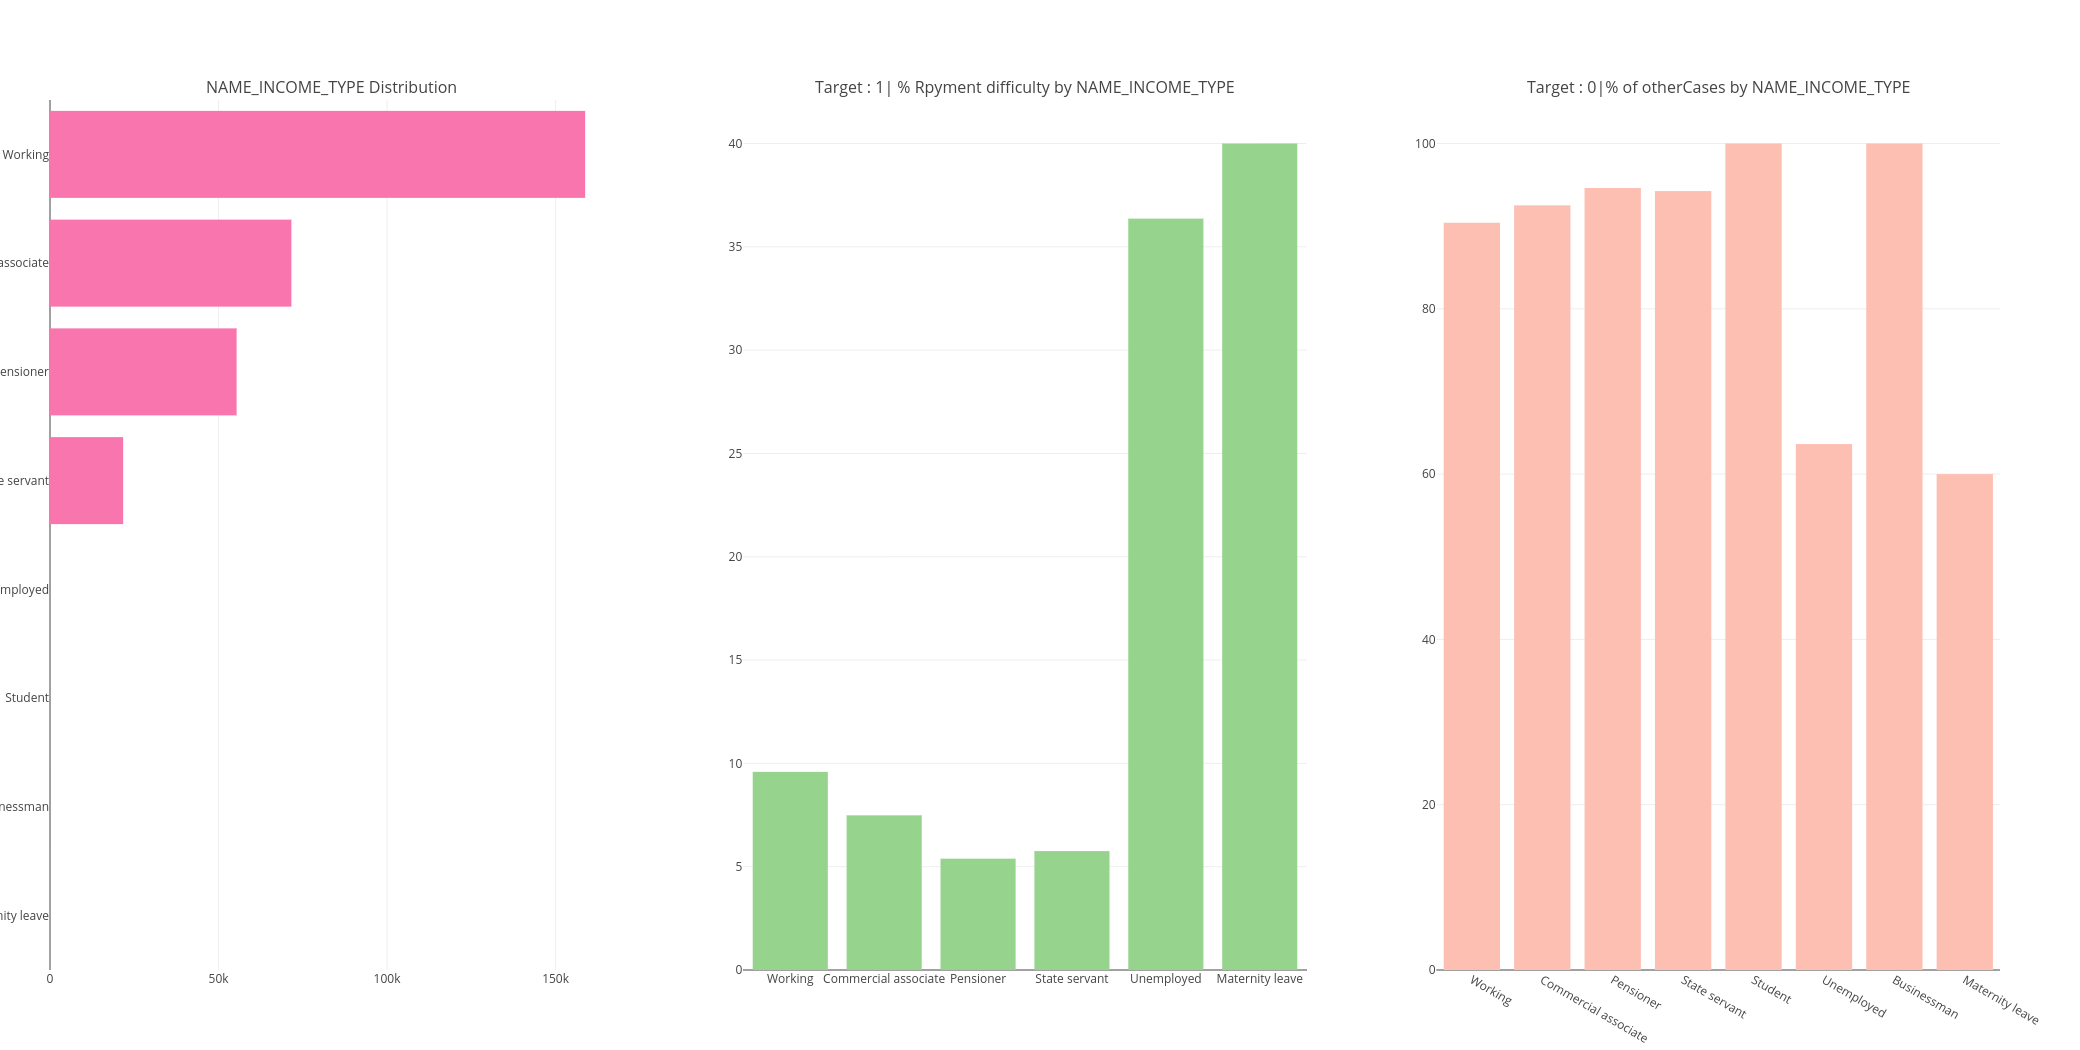 NAME_INCOME_TYPE Distribution
Working
associate
ensioner
e servant
mployed
Student
nessman
nity leave
0 50k 100k 150k
Target : 1| % Rpyment difficulty by NAME_INCOME_TYPE
40
35
30
25
20
15
10
5
0
Working Commercial associate Pensioner State servant Unemployed Maternity leave
Target : 0|% of otherCases by NAME_INCOME_TYPE
100
80
60
40
20
0
Working Commercial associate Pensioner State servant Student Unemployed Businessman Maternity leave